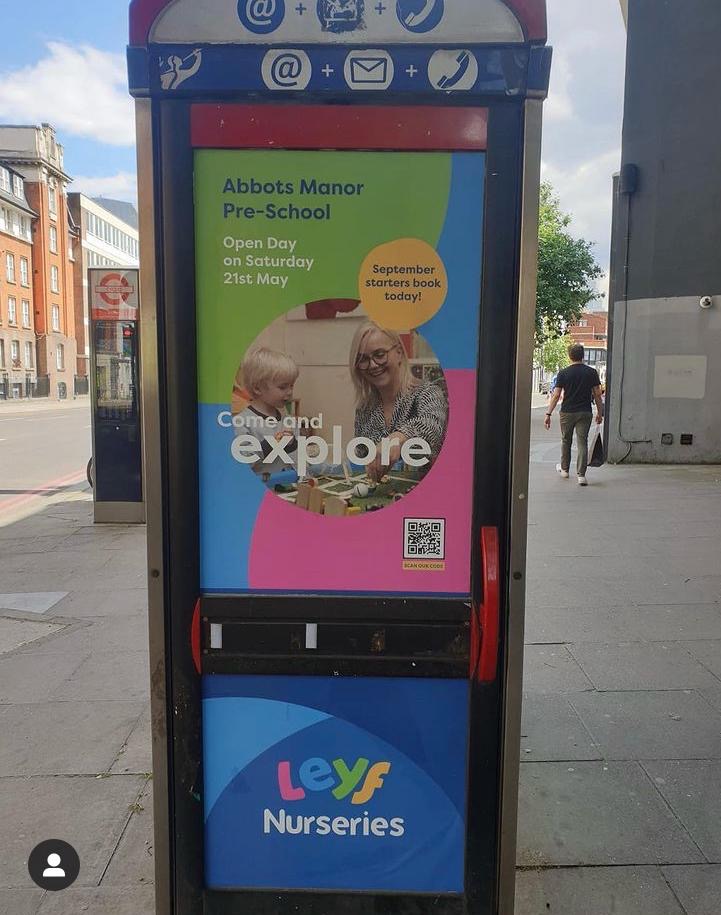 @ + +
@ + +
Abbots Manor
Pre-School
Open Day
on Saturday
21st May
September
starters book
today!
Come and
explore
SCAN OUR CODE
Leyf
Nurseries